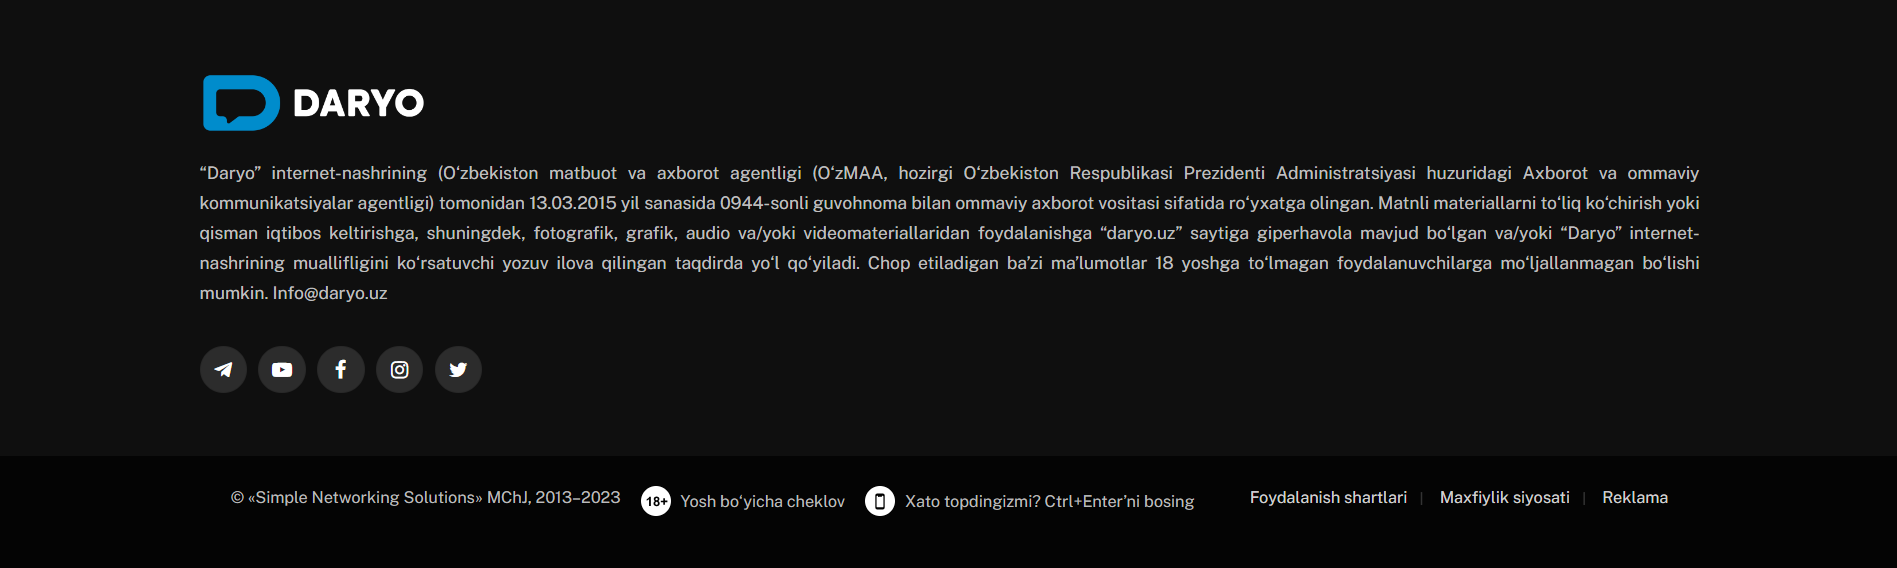 DARYO
“Daryo” internet-nashrining (O‘zbekiston matbuot va axborot agentligi (O‘zMAA, hozirgi O‘zbekiston Respublikasi Prezidenti Administratsiyasi huzuridagi Axborot va ommaviy
kommunikatsiyalar agentligi) tomonidan 13.03.2015 yil sanasida 0944-sonli guvohnoma bilan ommaviy axborot vositasi sifatida ro‘yxatga olingan. Matnli materiallarni to‘liq ko‘chirish yoki
qisman iqtibos keltirishga, shuningdek, fotografik, grafik, audio va/yoki videomateriallaridan foydalanishga “daryo.uz” saytiga giperhavola mavjud bo‘lgan va/yoki “Daryo” internet-
nashrining muallifligini ko‘rsatuvchi yozuv ilova qilingan taqdirda yo‘l qo‘yiladi. Chop etiladigan ba’zi ma’lumotlar 18 yoshga to‘lmagan foydalanuvchilarga mo‘ljallanmagan bo‘lishi
mumkin. Info@daryo.uz
© «Simple Networking Solutions» MChJ, 2013–2023 18+ Yosh bo‘yicha cheklov Xato topdingizmi? Ctrl+Enter’ni bosing Foydalanish shartlari | Maxfiylik siyosati | Reklama